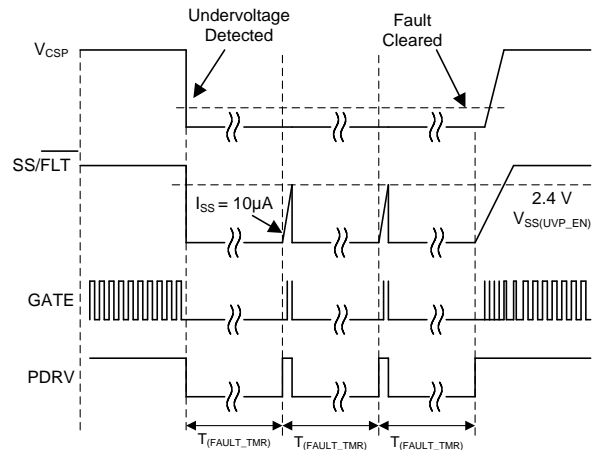 Undervoltage
Detected
Fault
Cleared
VCSP
SS/FLT
ISS = 10µA
2.4 V
VSS(UVP_EN)
GATE
PDRV
T(FAULT_TMR)
T(FAULT_TMR)
T(FAULT_TMR)